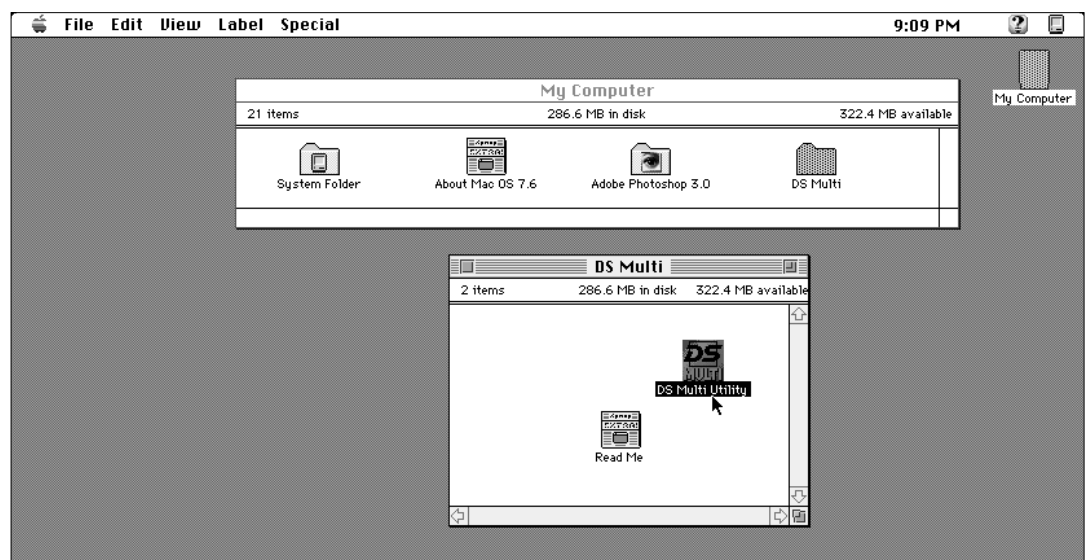 File Edit View Label Special 9:09 PM
My Computer
My Computer
21 items 286.6 MB in disk 322.4 MB available
System Folder About Mac OS 7.6 Adobe Photoshop 3.0 DS Multi
DS Multi
2 items 286.6 MB in disk 322.4 MB available
DS
MULTI
DS Multi Utility
EXTRA!
Read Me